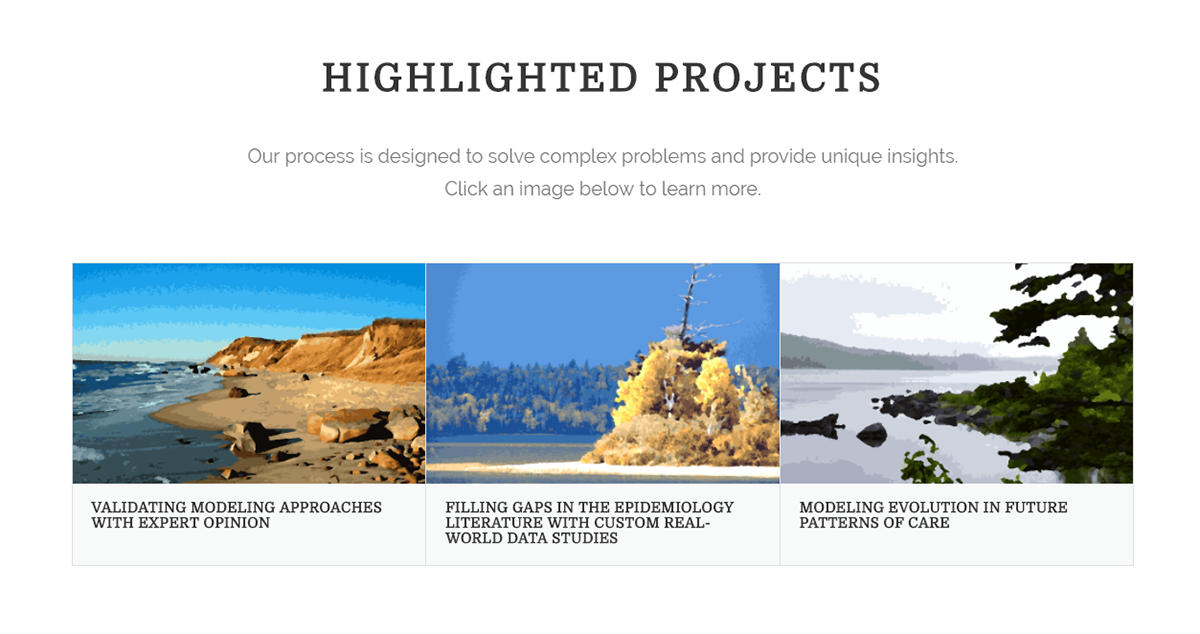 HIGHLIGHTED PROJECTS
Our process is designed to solve complex problems and provide unique insights.
Click an image below to learn more.
VALIDATING MODELING APPROACHES
WITH EXPERT OPINION
FILLING GAPS IN THE EPIDEMIOLOGY
LITERATURE WITH CUSTOM REAL-
WORLD DATA STUDIES
MODELING EVOLUTION IN FUTURE
PATTERNS OF CARE